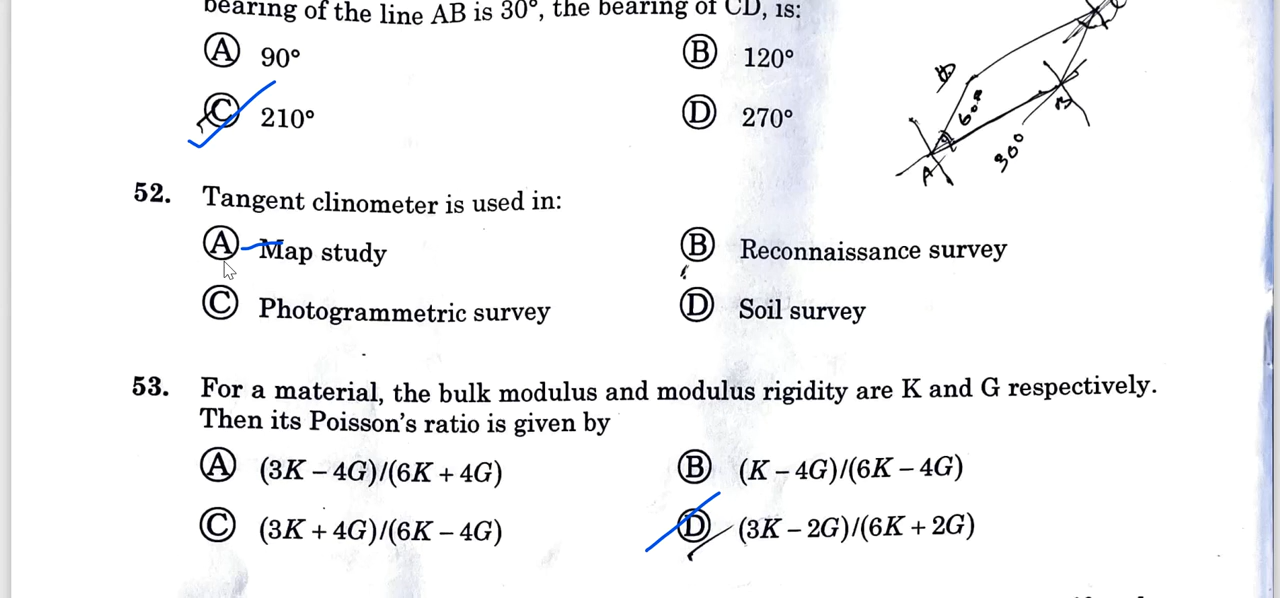 bearing of the line AB is 30°, the bearing of CD, is:
A 90° B 120°
C 210° D 270°
B
60R
B
A
300
52. Tangent clinometer is used in:
A Map study B Reconnaissance survey
C Photogrammetric survey D Soil survey
53. For a material, the bulk modulus and modulus rigidity are K and G respectively.
Then its Poisson's ratio is given by
A (3K – 4G)/(6K + 4G) B (K – 4G)/(6K – 4G)
C (3K + 4G)/(6K – 4G) D (3K – 2G)/(6K + 2G)